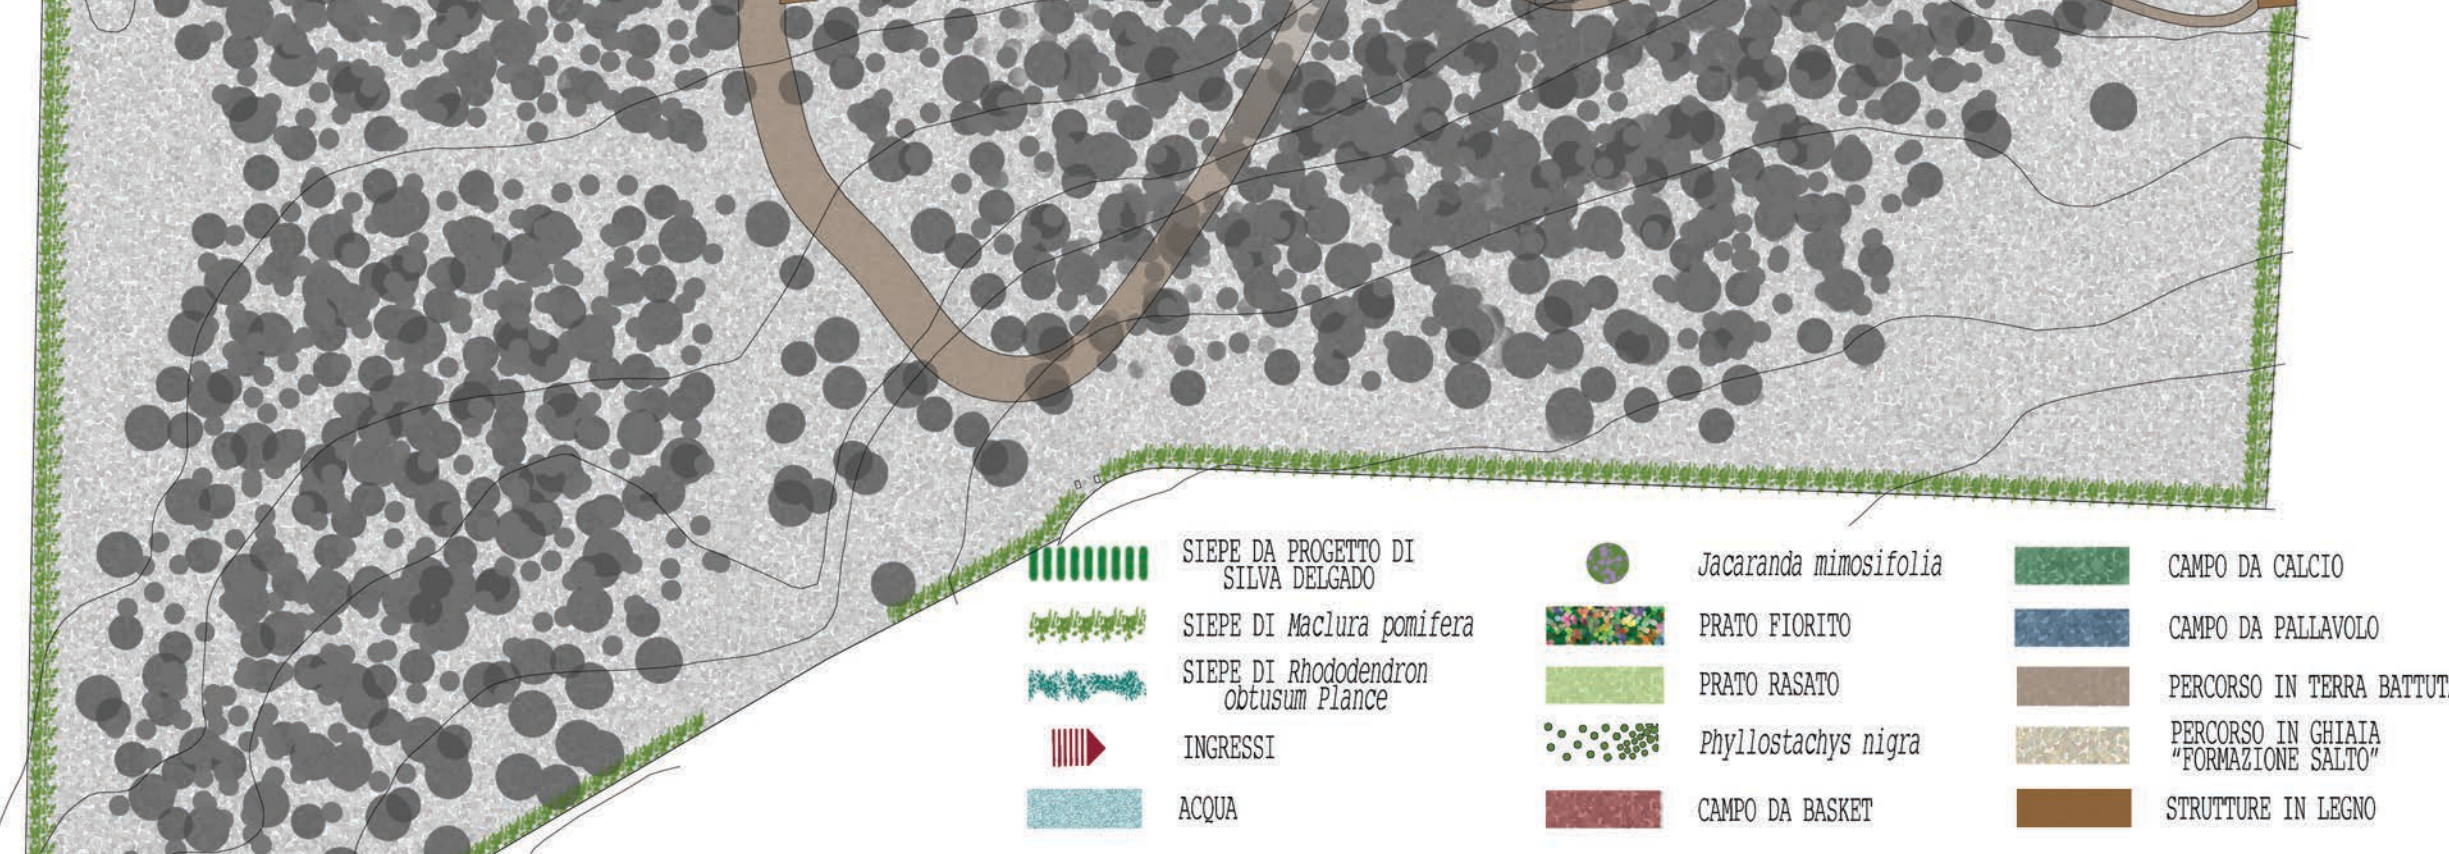 SIEPE DA PROGETTO DI
SILVA DELGADO
SIEPE DI Maclura pomifera
SIEPE DI Rhododendron
obtusum Plance
INGRESSI
ACQUA
Jacaranda mimosifolia
PRATO FIORITO
PRATO RASATO
Phyllostachys nigra
CAMPO DA BASKET
CAMPO DA CALCIO
CAMPO DA PALLAVOLO
PERCORSO IN TERRA BATTUT
PERCORSO IN GHIAIA
"FORMAZIONE SALTO"
STRUTTURE IN LEGNO